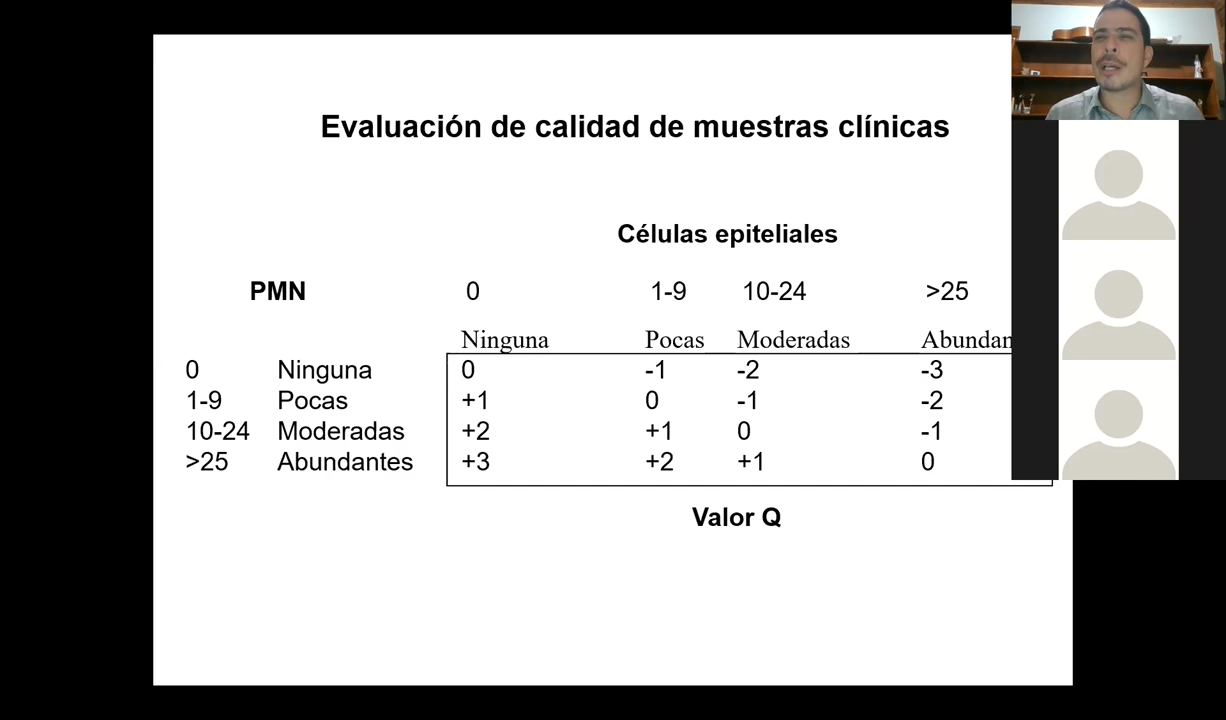 Evaluación de calidad de muestras clínicas
Células epiteliales
PMN 0 1-9 10-24 >25
Ninguna Pocas Moderadas Abundan
0 Ninguna 0 -1 -2 -3
1-9 Pocas +1 0 -1 -2
10-24 Moderadas +2 +1 0 -1
>25 Abundantes +3 +2 +1 0
Valor Q